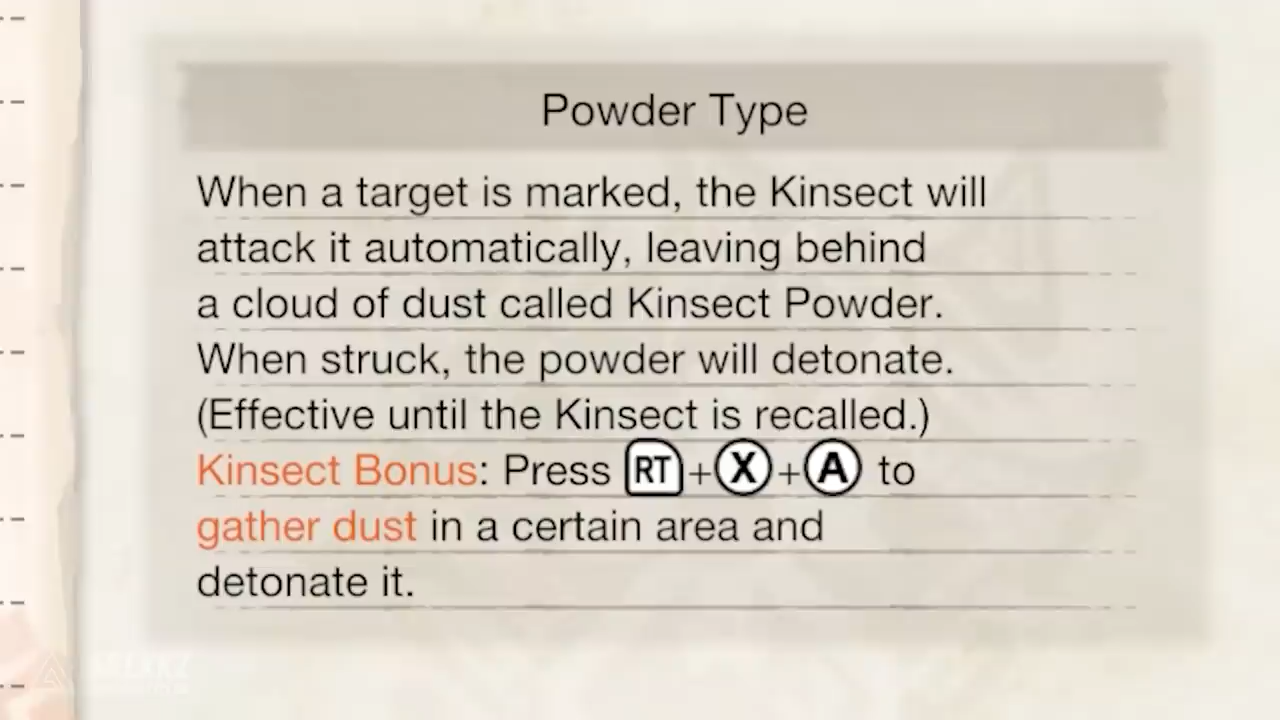 Powder Type
When a target is marked, the Kinsect will
attack it automatically, leaving behind
a cloud of dust called Kinsect Powder.
When struck, the powder will detonate.
(Effective until the Kinsect is recalled.)
Kinsect Bonus: Press RT+X+A to
gather dust in a certain area and
detonate it.